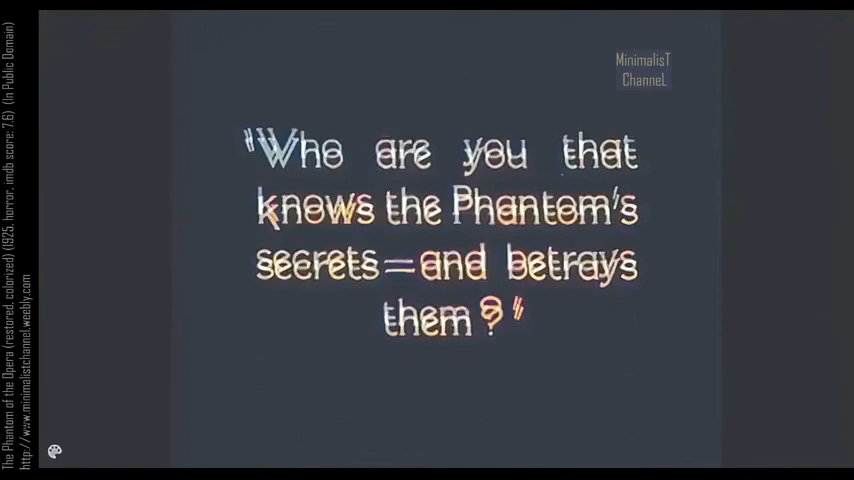 MinimalisT
ChanneL
"Who are you that
knows the Phantom's
secrets—and betrays
them?"
The Phantom of the Opera (restored, colorized) (1925, horror, imdb score: 7.6) (In Public Domain)
http://www.minimalistchannel.weebly.com